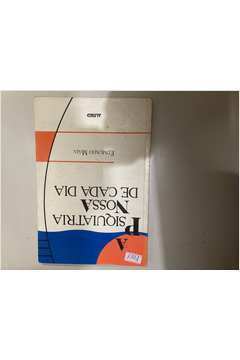 A
PSIQUIATRIA
NOSSA
DE CADA DIA
EDMUNDO MAIA